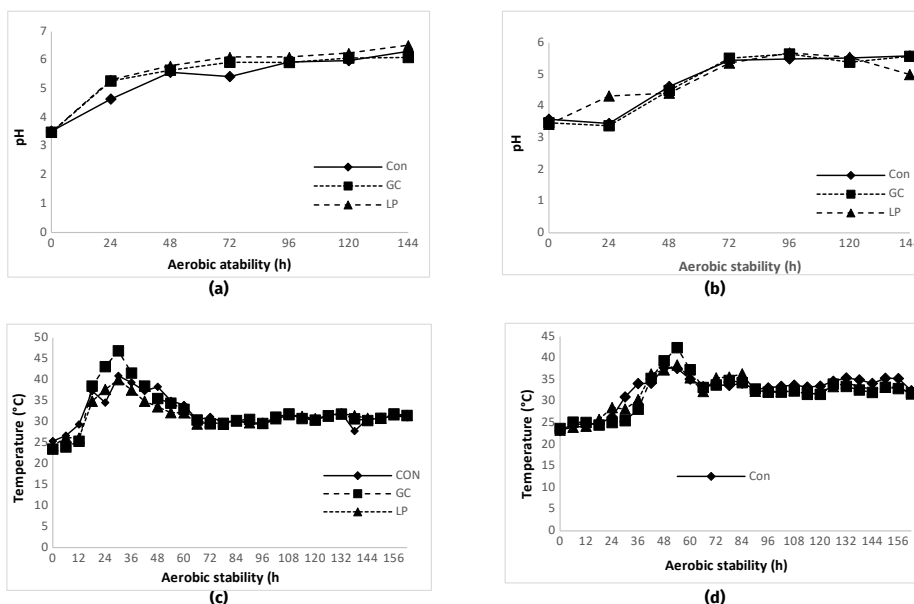 7
6
5
4
3
2
1
0
pH
Con
GC
LP
0 24 48 72 96 120 144
Aerobic atability (h)
(a)
6
5
4
3
2
1
0
pH
Con
GC
LP
0 24 48 72 96 120 14
Aerobic stability (h)
(b)
50
45
40
35
30
25
20
15
10
5
0
Temperature (°C)
CON
GC
LP
0 12 24 36 48 60 72 84 96 108 120 132 144 156
Aerobic stability (h
(c)
45
40
35
30
25
20
15
10
5
0
Temperature (°C)
Con
0 12 24 36 48 60 72 84 96 108 120 132 144 156
Aerobic stability (h)
(d)